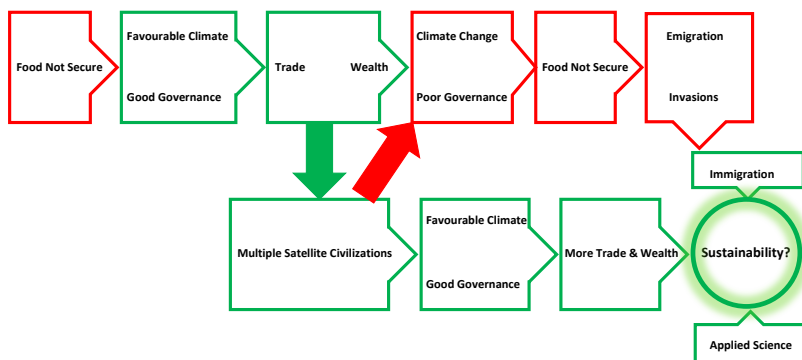 Favourable Climate
Climate Change
Emigration
Food Not Secure
Trade
Wealth
Food Not Secure
Good Governance
Poor Governance
Invasions
Immigration
Favourable Climate
Multiple Satellite Civilizations
More Trade & Wealth
Sustainability?
Good Governance
Applied Science